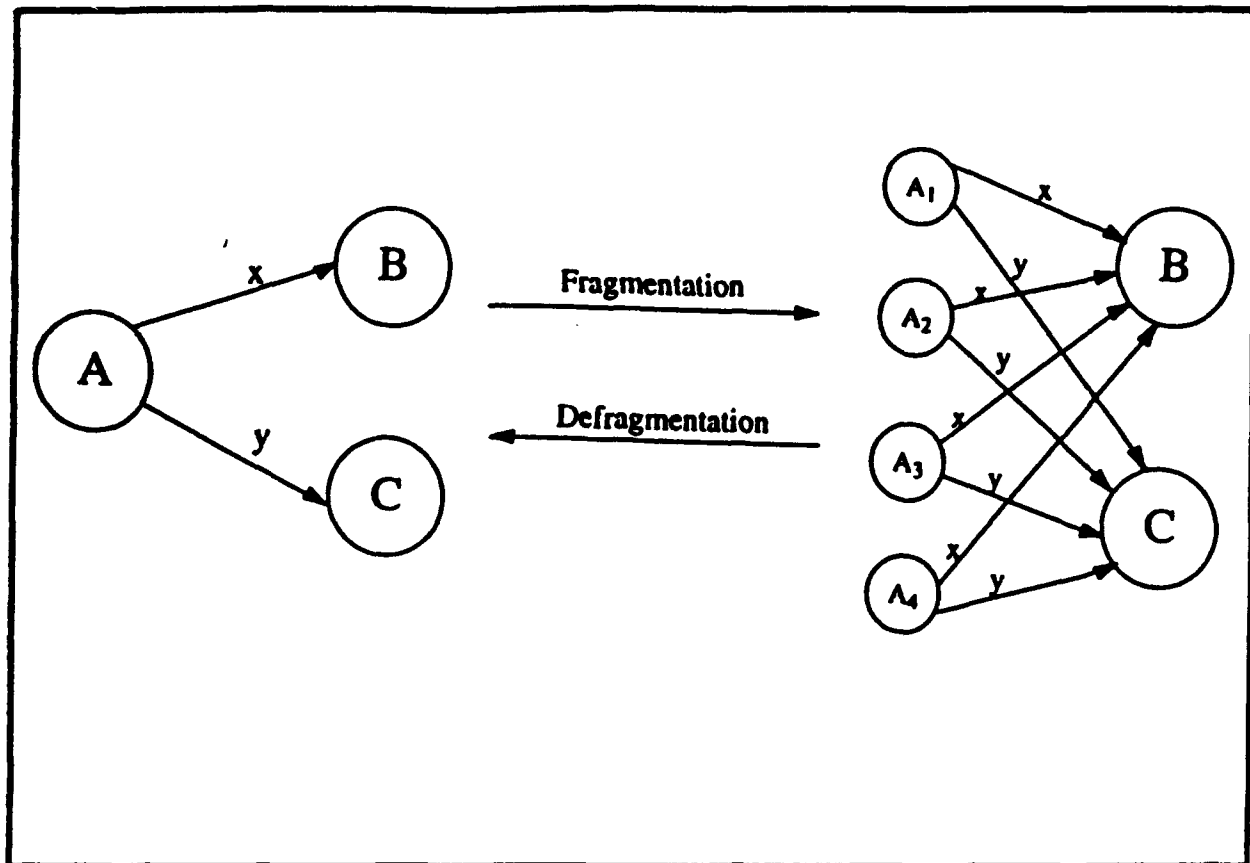 A
x
B
y
C
Fragmentation
Defragmentation
A₁
x
y
A₂
x
y
A₃
x
y
A₄
x
y
B
C